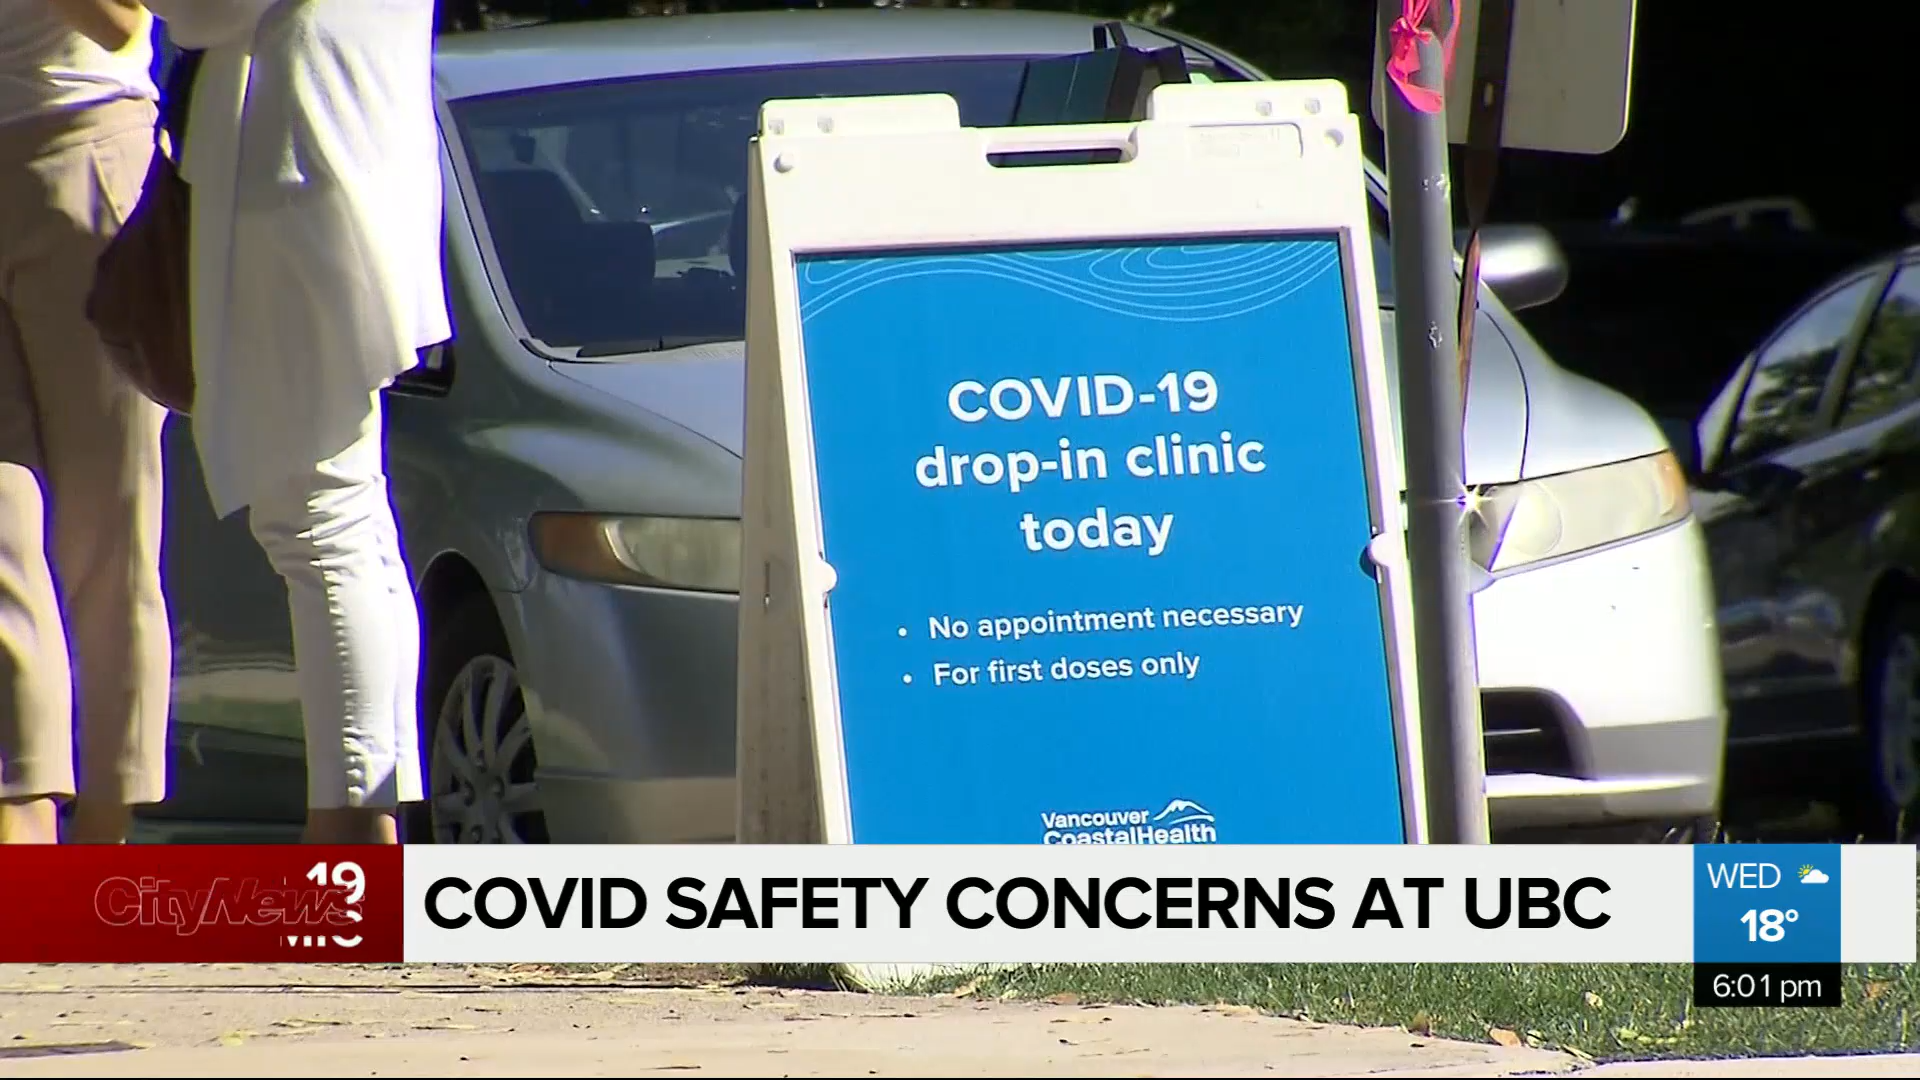 COVID-19
drop-in clinic
today
• No appointment necessary
• For first doses only
Vancouver
CoastalHealth
CityNews
19
COVID SAFETY CONCERNS AT UBC
WED
18°
6:01 pm